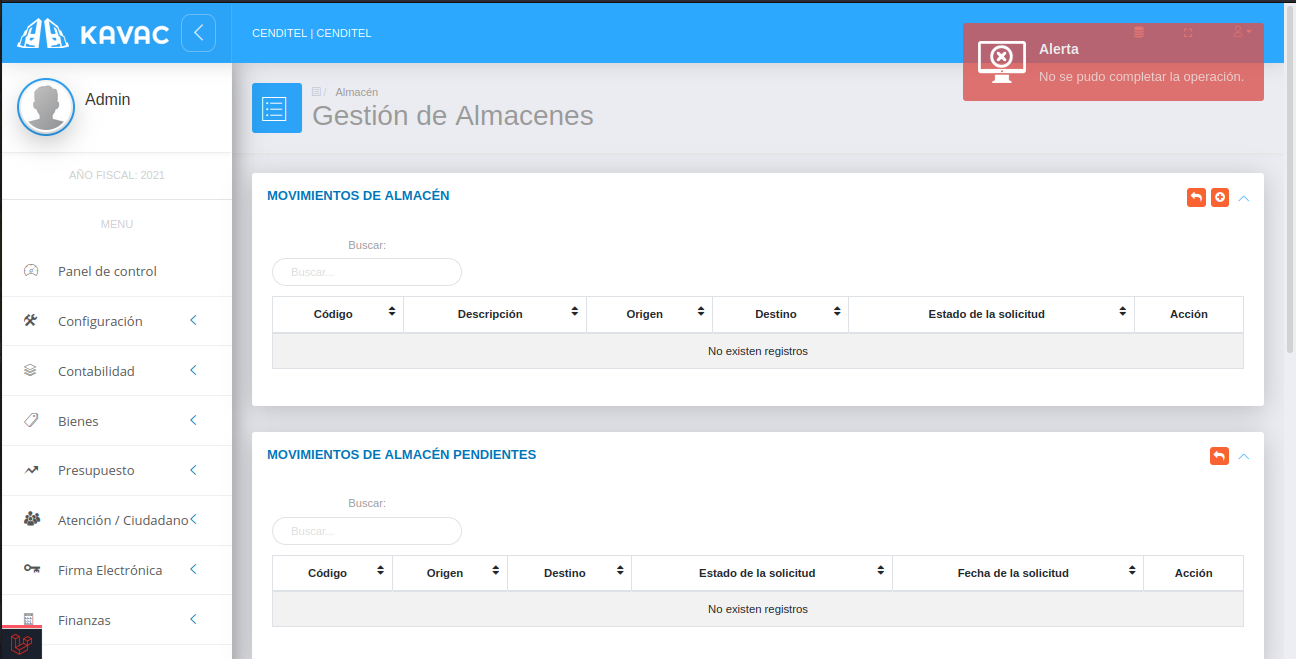 KAVAC
CENDITEL | CENDITEL
Alerta
No se pudo completar la operación.
Admin
/ Almacén
Gestión de Almacenes
AÑO FISCAL: 2021
MENU
Panel de control
Configuración
Contabilidad
Bienes
Presupuesto
Atención / Ciudadano
Firma Electrónica
Finanzas
MOVIMIENTOS DE ALMACÉN
Buscar:
Buscar...
Código Descripción Origen Destino Estado de la solicitud Acción
No existen registros
MOVIMIENTOS DE ALMACÉN PENDIENTES
Buscar:
Buscar...
Código Origen Destino Estado de la solicitud Fecha de la solicitud Acción
No existen registros